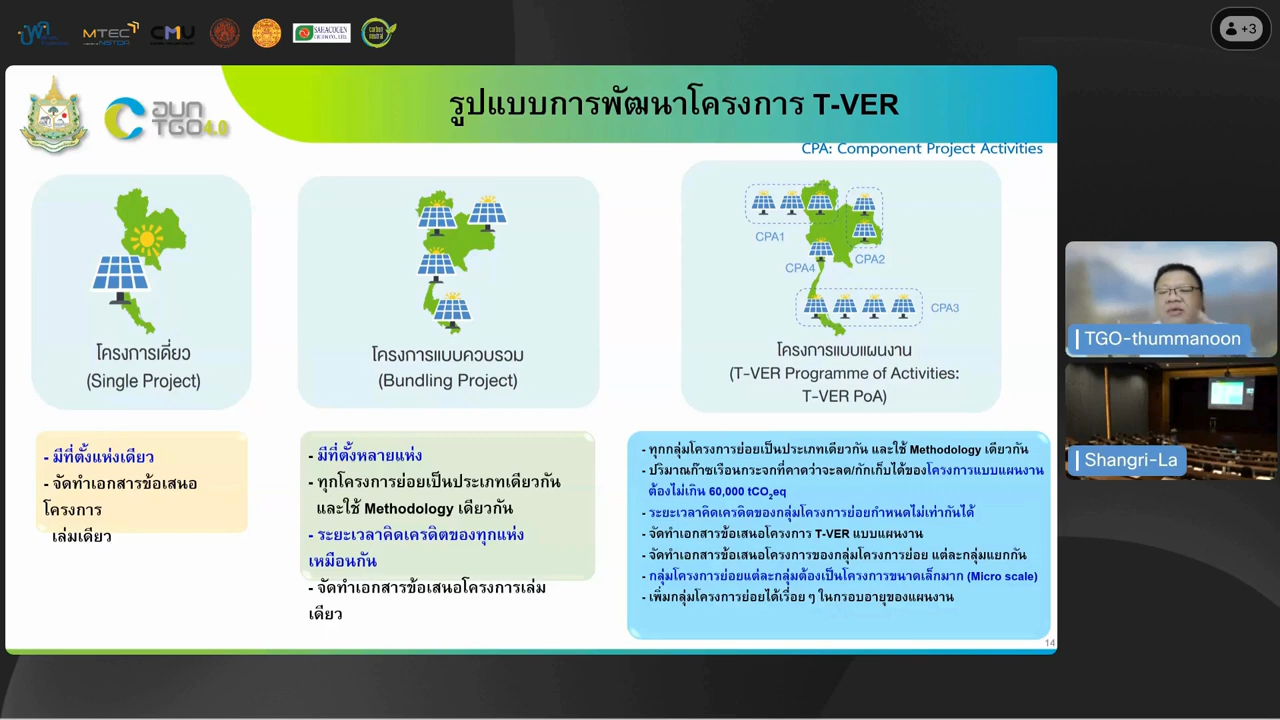 MTEC
a member of NSTDA
CMU
SAHACOGEN
carbon neutral
+3
อบก
TGO4.0
รูปแบบการพัฒนาโครงการ T-VER
CPA: Component Project Activities
โครงการเดี่ยว
(Single Project)
- มีที่ตั้งแห่งเดียว
- จัดทำเอกสารข้อเสนอ
โครงการ
เล่มเดียว
โครงการแบบควบรวม
(Bundling Project)
- มีที่ตั้งหลายแห่ง
- ทุกโครงการย่อยเป็นประเภทเดียวกัน
และใช้ Methodology เดียวกัน
- ระยะเวลาคิดเครดิตของทุกแห่ง
เหมือนกัน
- จัดทำเอกสารข้อเสนอโครงการเล่ม
เดียว
CPA1
CPA2
CPA4
CPA3
โครงการแบบแผนงาน
(T-VER Programme of Activities:
T-VER PoA)
- ทุกกลุ่มโครงการย่อยเป็นประเภทเดียวกัน และใช้ Methodology เดียวกัน
- ปริมาณก๊าซเรือนกระจกที่คาดว่าจะลด/กักเก็บได้ของโครงการแบบแผนงาน
ต้องไม่เกิน 60,000 tCO₂eq
- ระยะเวลาคิดเครดิตของกลุ่มโครงการย่อยกำหนดไม่เท่ากันได้
- จัดทำเอกสารข้อเสนอโครงการ T-VER แบบแผนงาน
- จัดทำเอกสารข้อเสนอโครงการของกลุ่มโครงการย่อย แต่ละกลุ่มแยกกัน
- กลุ่มโครงการย่อยแต่ละกลุ่มต้องเป็นโครงการขนาดเล็กมาก (Micro scale)
- เพิ่มกลุ่มโครงการย่อยได้เรื่อย ๆ ในกรอบอายุของแผนงาน
14
TGO-thummanoon
Shangri-La